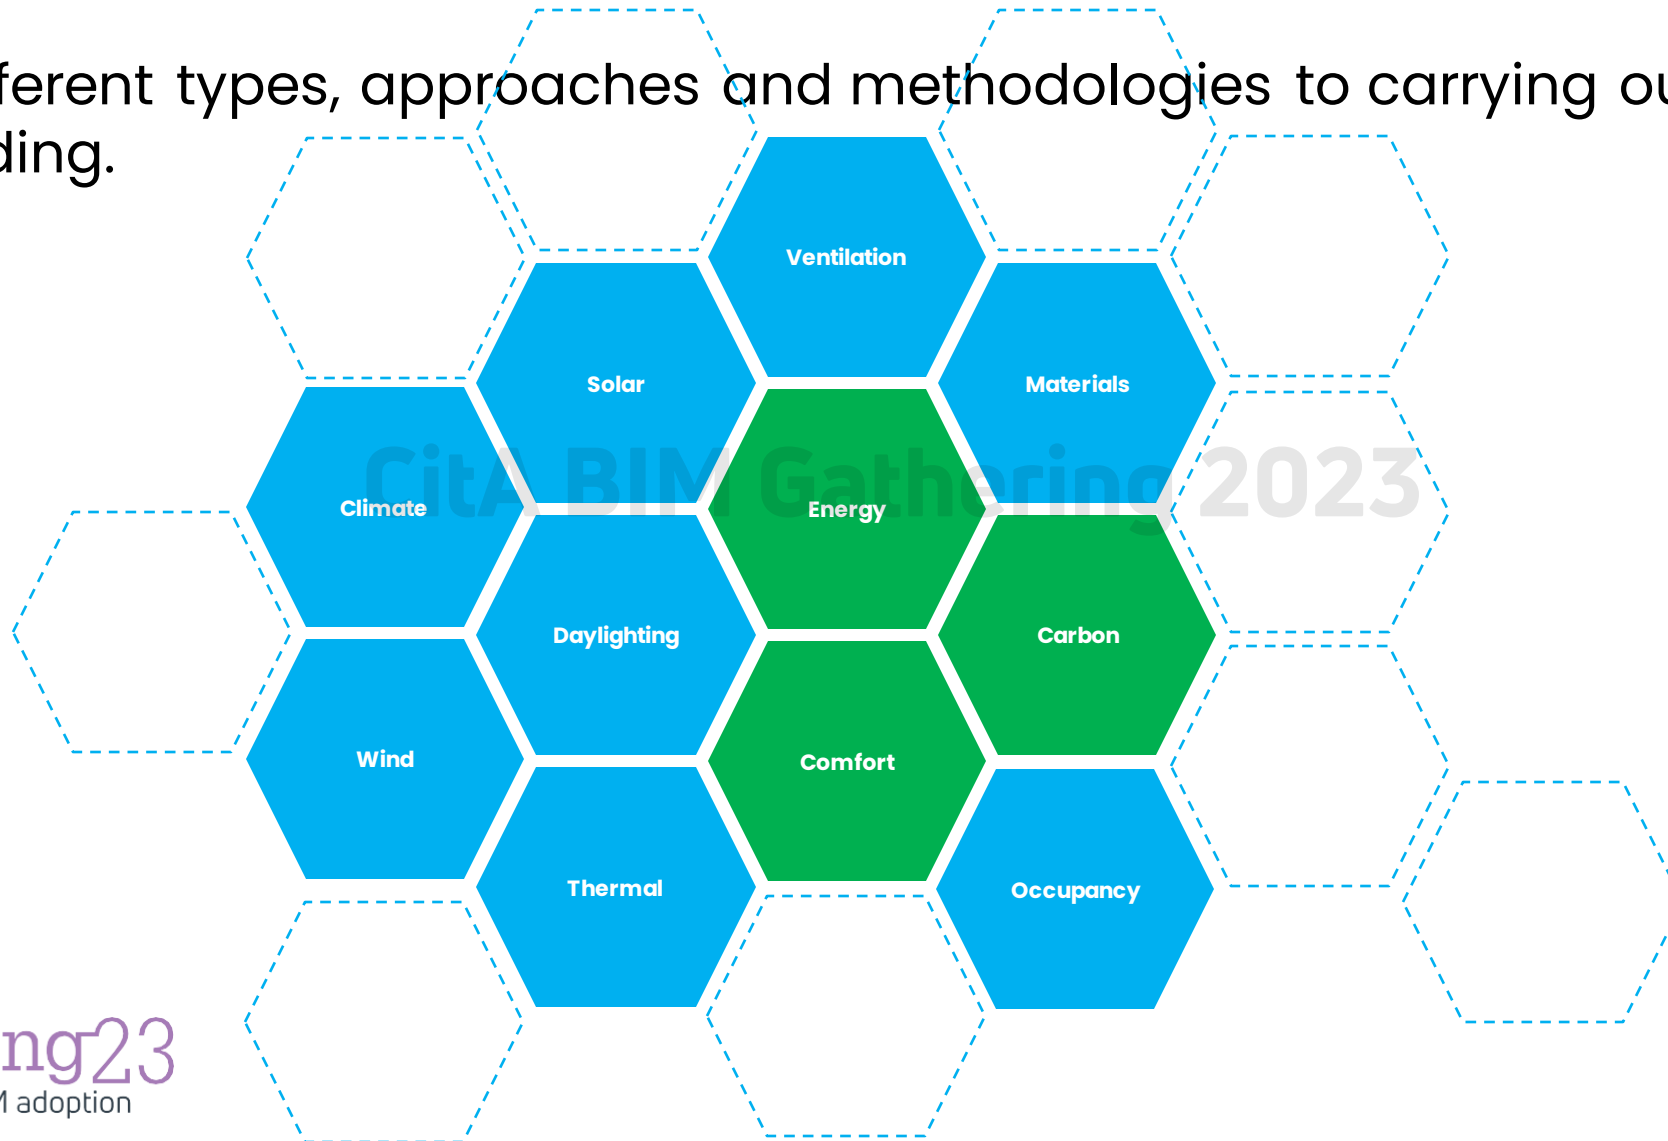 ferent types, approaches and methodologies to carrying
ding.
Ventilation
Solar
Materials
CitA BIM Gathering 2023
Climate
Energy
Daylighting
Carbon
Wind
Comfort
Thermal
Occupancy
ng23
adoption